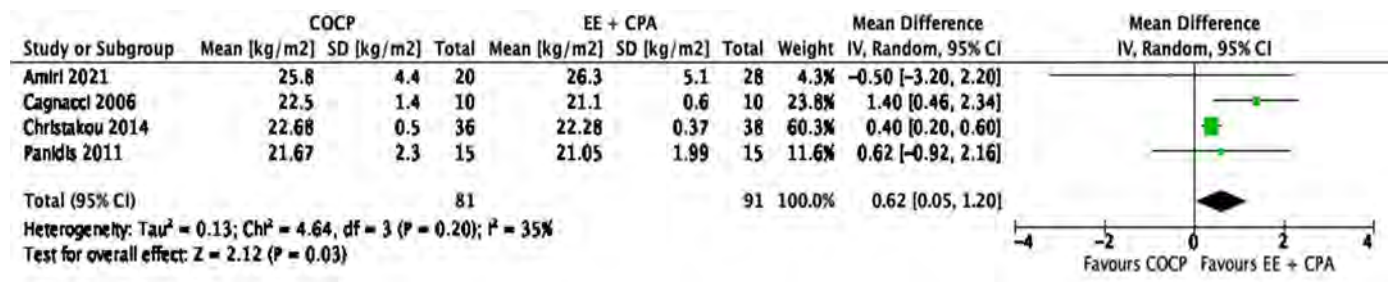 COCP EE + CPA Mean Difference Mean Difference
Study or Subgroup Mean [kg/m2] SD [kg/m2] Total Mean [kg/m2] SD [kg/m2] Total Weight IV, Random, 95% CI IV, Random, 95% CI
Amiri 2021 25.8 4.4 20 26.3 5.1 28 4.3% −0.50 [−3.20, 2.20]
Cagnacci 2006 22.5 1.4 10 21.1 0.6 10 23.8% 1.40 [0.46, 2.34]
Christakou 2014 22.68 0.5 36 22.28 0.37 38 60.3% 0.40 [0.20, 0.60]
Panidis 2011 21.67 2.3 15 21.05 1.99 15 11.6% 0.62 [−0.92, 2.16]
Total (95% CI) 81 91 100.0% 0.62 [0.05, 1.20]
Heterogeneity: Tau² = 0.13; Chi² = 4.64, df = 3 (P = 0.20); I² = 35%
Test for overall effect: Z = 2.12 (P = 0.03)
−4 −2 0 2 4
Favours COCP Favours EE + CPA